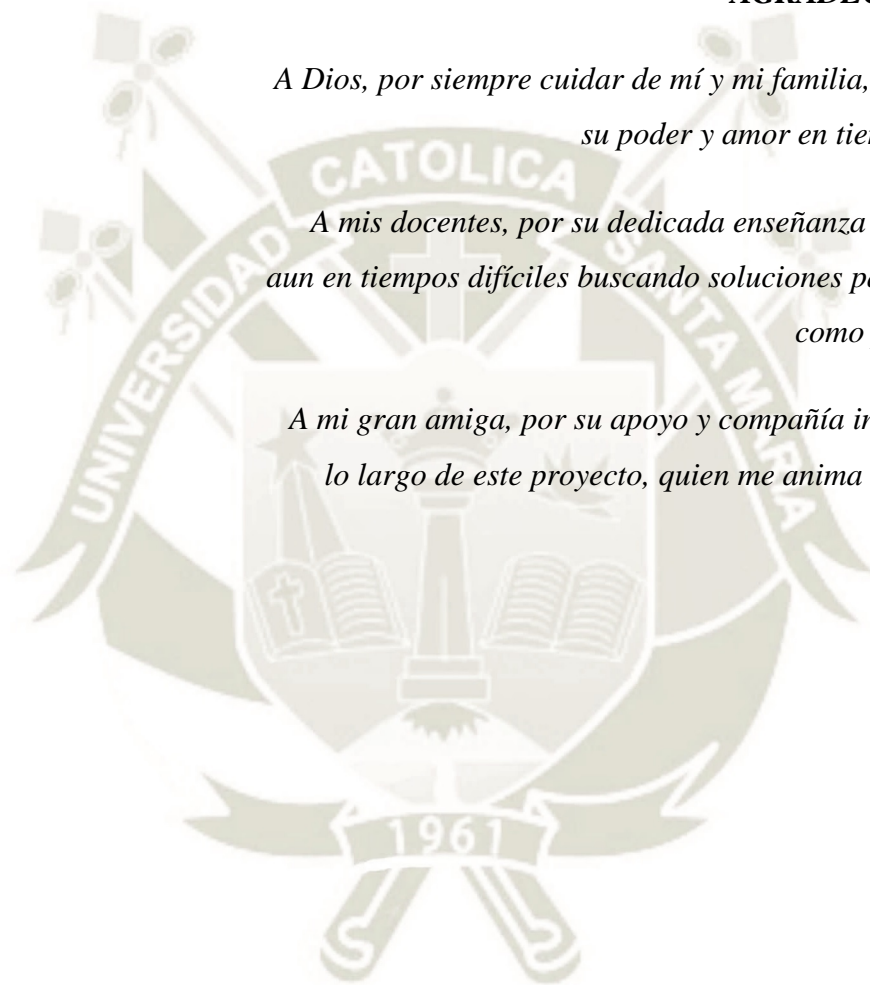 A Dios, por siempre cuidar de mí y mi familia,
su poder y amor en
A mis docentes, por su dedicada enseñanza
aun en tiempos difíciles buscando soluciones
como
A mi gran amiga, por su apoyo y compañía
lo largo de este proyecto, quien me anima
UNIVERSIDAD CATOLICA SANTA MARIA
1961